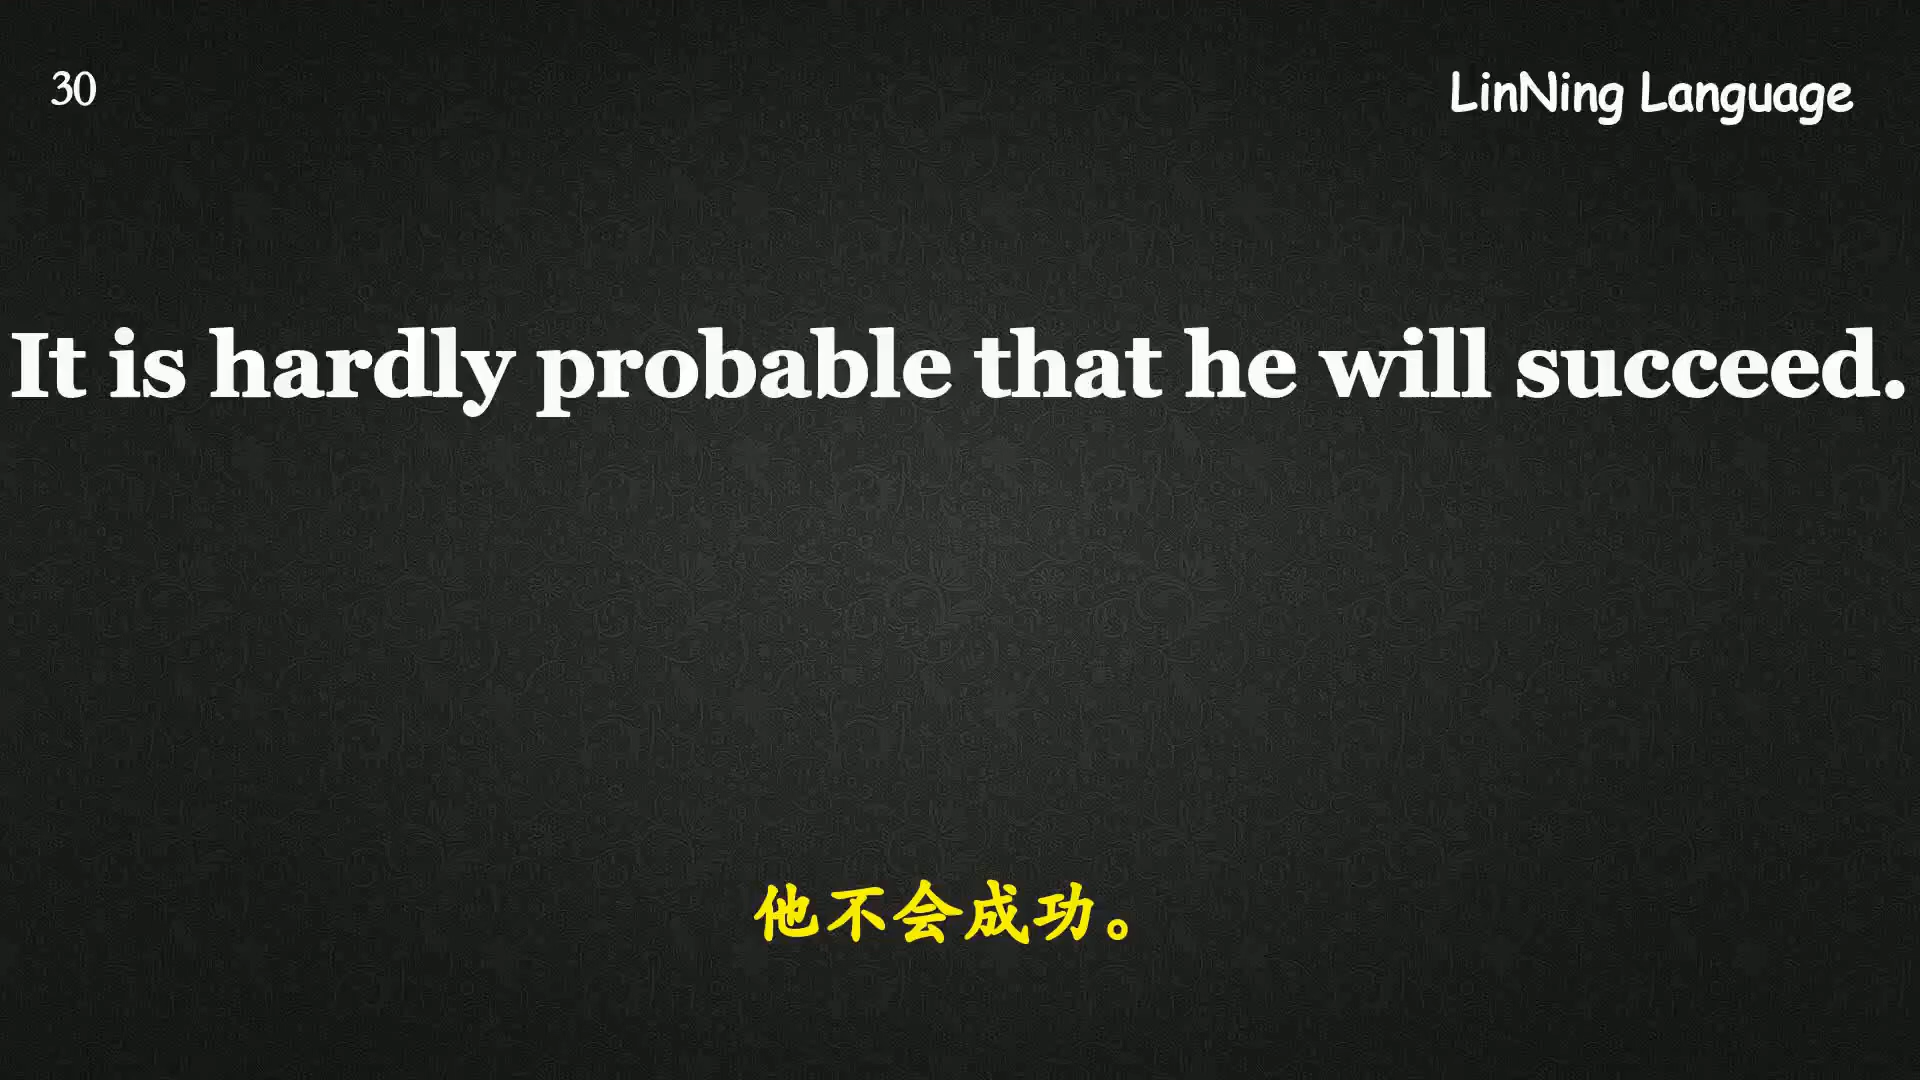 30
LinNing Language
It is hardly probable that he will succeed.
他不会成功。